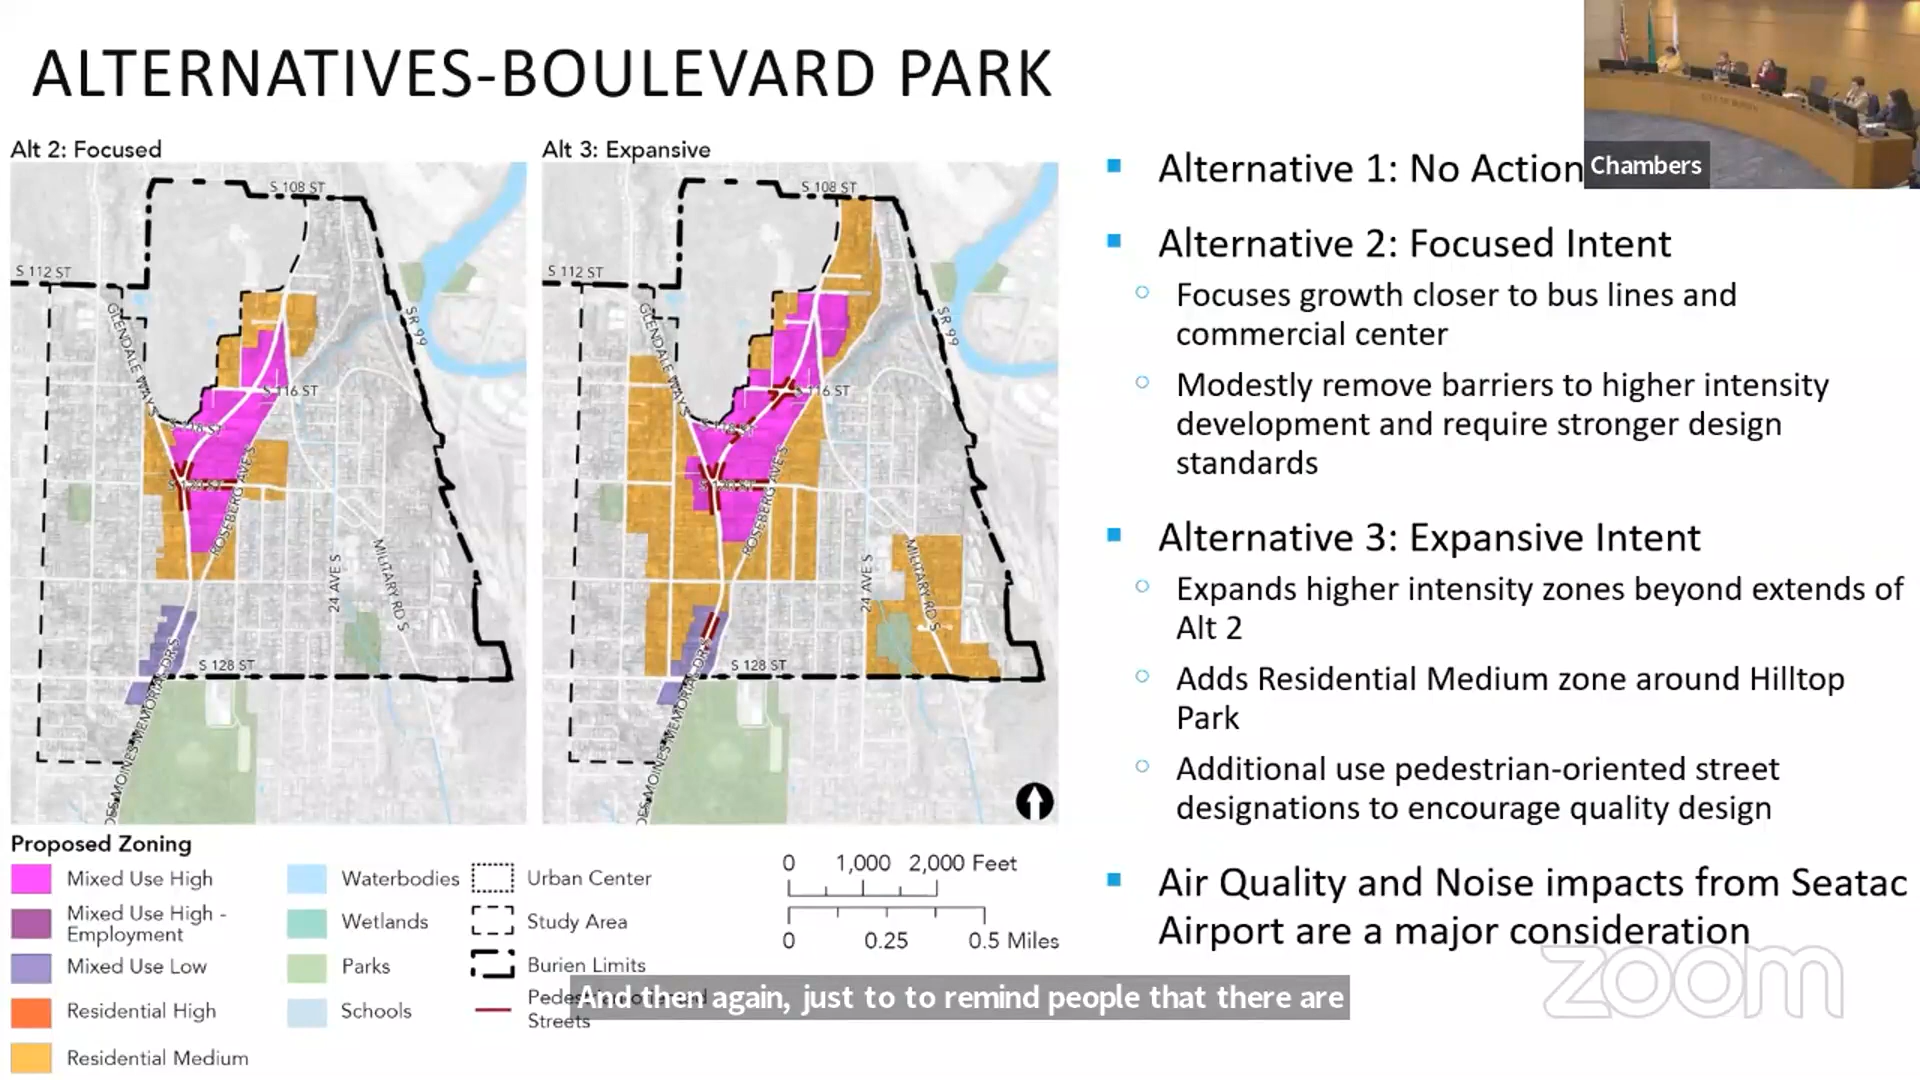 ALTERNATIVES-BOULEVARD PARK
Chambers
Alt 2: Focused
S 108 ST
S 112 ST
GLENDALE WAY S
SR 99
S 116 ST
S 118 ST
S 120 ST
ROSEBERG AVE S
24 AVE S
MILITARY RD S
S 128 ST
DES MOINES MEMORIAL DR S
Alt 3: Expansive
S 108 ST
S 112 ST
GLENDALE WAY S
SR 99
S 116 ST
S 118 ST
S 120 ST
ROSEBERG AVE S
24 AVE S
MILITARY RD S
S 128 ST
DES MOINES MEMORIAL DR S
Alternative 1: No Action
Alternative 2: Focused Intent
Focuses growth closer to bus lines and
commercial center
Modestly remove barriers to higher intensity
development and require stronger design
standards
Alternative 3: Expansive Intent
Expands higher intensity zones beyond extends of
Alt 2
Adds Residential Medium zone around Hilltop
Park
Additional use pedestrian-oriented street
designations to encourage quality design
Air Quality and Noise impacts from Seatac
Airport are a major consideration
Proposed Zoning
Mixed Use High
Mixed Use High -
Employment
Mixed Use Low
Residential High
Residential Medium
Waterbodies
Wetlands
Parks
Schools
Urban Center
Study Area
Burien Limits
Streets
0 1,000 2,000 Feet
0 0.25 0.5 Miles
And then again, just to to remind people that there are
zoom